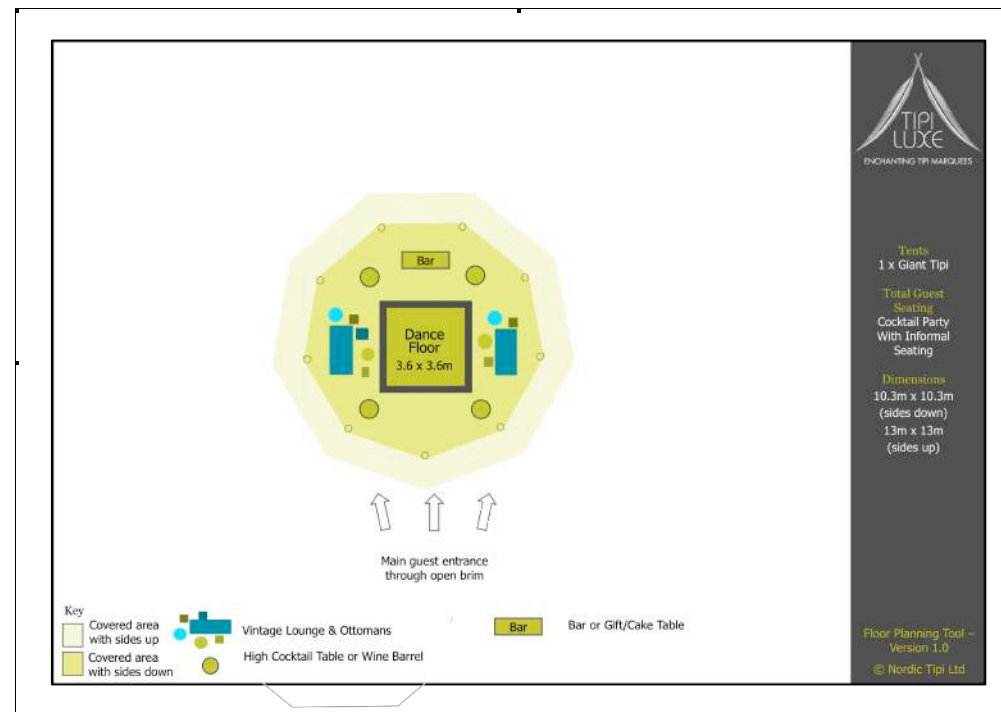 TIPI
LUXE
ENCHANTING TIPI MARQUEES
Bar
Dance
Floor
3.6 x 3.6m
Main guest entrance
through open brim
Tents
1 x Giant Tipi
Total Guest
Seating
Cocktail Party
With Informal
Seating
Dimensions
10.3m x 10.3m
(sides down)
13m x 13m
(sides up)
Key
Covered area
with sides up
Covered area
with sides down
Vintage Lounge & Ottomans
High Cocktail Table or Wine Barrel
Bar
Bar or Gift/Cake Table
Floor Planning Tool –
Version 1.0
© Nordic Tipi Ltd